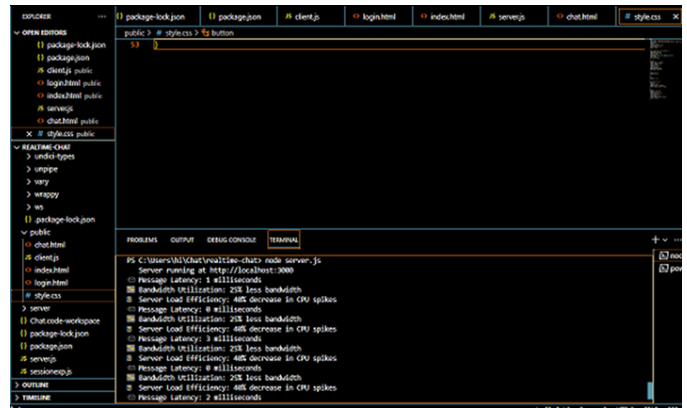 EXPLORER ...
{} package-lock.json {} package.json JS client.js <> login.html <> index.html JS server.js <> chat.html # style.css X
OPEN EDITORS
{} package-lock.json
{} package.json
JS client.js public
<> login.html public
<> index.html public
JS server.js
<> chat.html public
X # style.css public
REALTIME-CHAT
> undici-types
> unpipe
> vary
> wrappy
> ws
{} .package-lock.json
public
<> chat.html
JS client.js
<> index.html
<> login.html
# style.css
> server
{} Chat.code-workspace
{} package-lock.json
{} package.json
JS server.js
JS sessionexp.js
> OUTLINE
> TIMELINE
public > # style.css > button
53 }
PROBLEMS OUTPUT DEBUG CONSOLE TERMINAL
PS C:\Users\hi\Chat\realtime-chat> node server.js
Server running at http://localhost:3000
Message Latency: 1 milliseconds
Bandwidth Utilization: 25% less bandwidth
Server Load Efficiency: 40% decrease in CPU spikes
Message Latency: 0 milliseconds
Bandwidth Utilization: 25% less bandwidth
Server Load Efficiency: 40% decrease in CPU spikes
Message Latency: 3 milliseconds
Bandwidth Utilization: 25% less bandwidth
Server Load Efficiency: 40% decrease in CPU spikes
Message Latency: 0 milliseconds
Bandwidth Utilization: 25% less bandwidth
Server Load Efficiency: 40% decrease in CPU spikes
Message Latency: 2 milliseconds
noc
pov